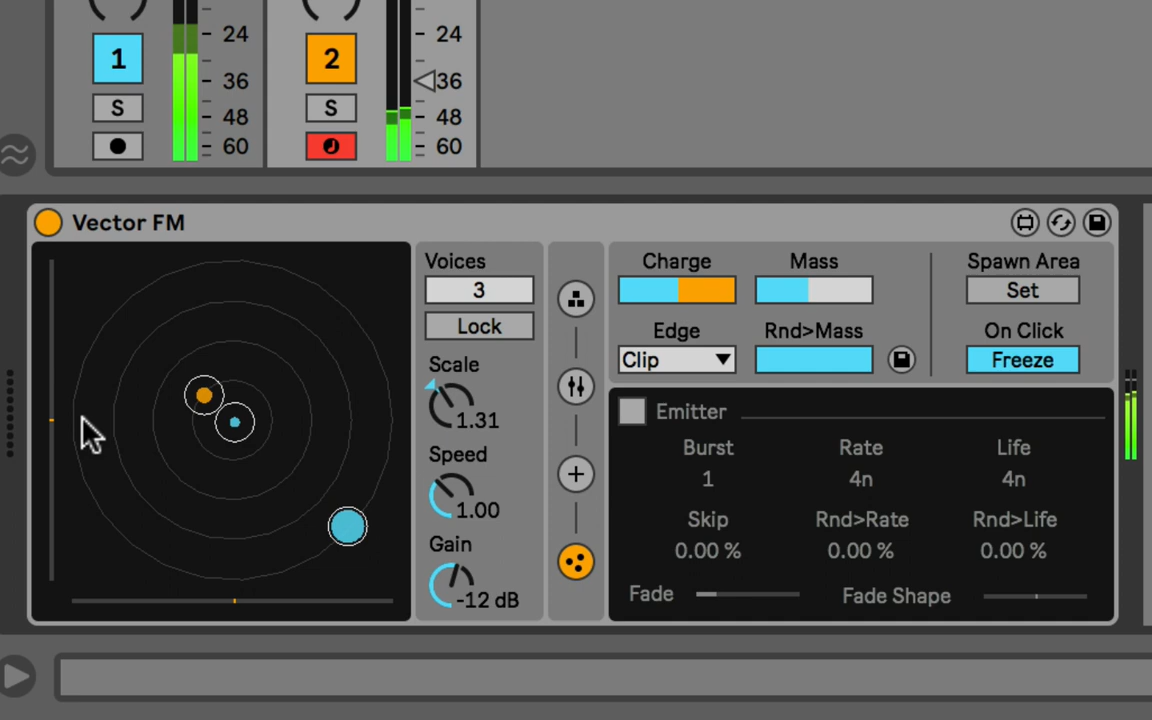 24 24
1 2
36 36
S S
48 48
60 60
Vector FM
Voices
3
Lock
Scale
1.31
Speed
1.00
Gain
-12 dB
Charge Mass Spawn Area
Set
Edge Rnd>Mass On Click
Clip Freeze
Emitter
Burst Rate Life
1 4n 4n
Skip Rnd>Rate Rnd>Life
0.00 % 0.00 % 0.00 %
Fade Fade Shape